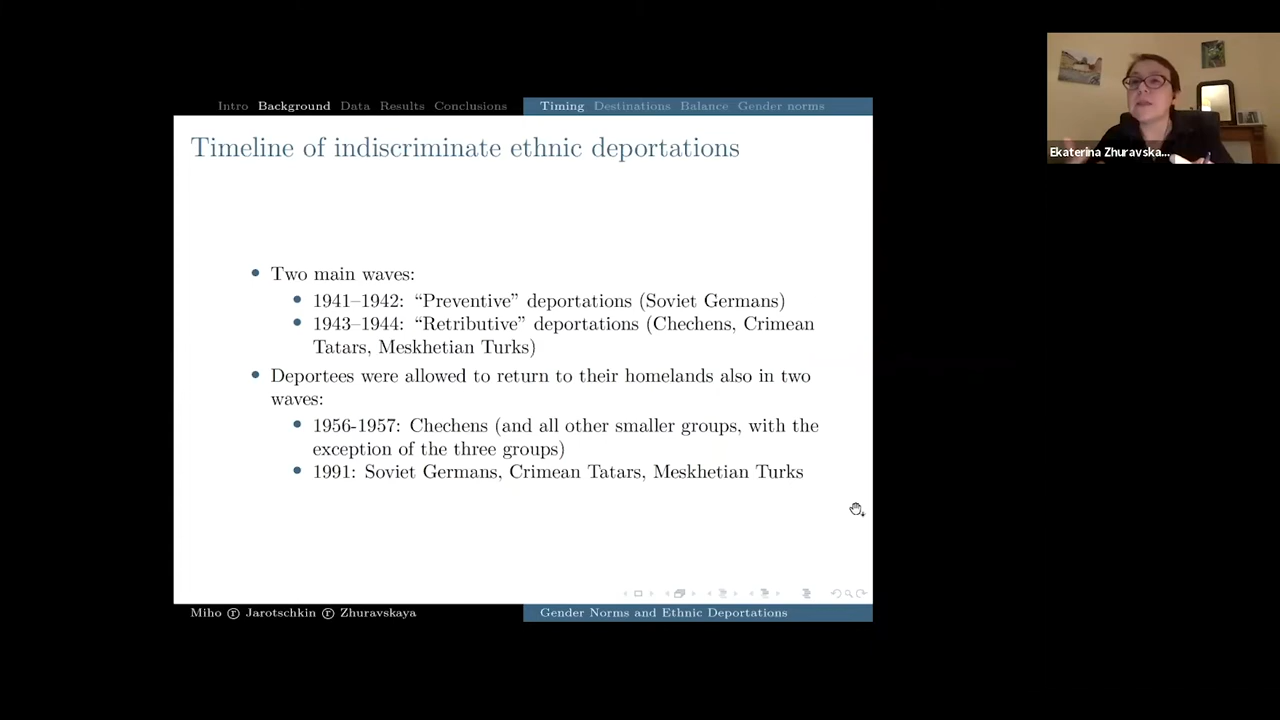 Intro Background Data Results Conclusions
Timing Destinations Balance Gender norms
Timeline of indiscriminate ethnic deportations
• Two main waves:
• 1941–1942: “Preventive” deportations (Soviet Germans)
• 1943–1944: “Retributive” deportations (Chechens, Crimean
Tatars, Meskhetian Turks)
• Deportees were allowed to return to their homelands also in two
waves:
• 1956-1957: Chechens (and all other smaller groups, with the
exception of the three groups)
• 1991: Soviet Germans, Crimean Tatars, Meskhetian Turks
Miho ⓡ Jarotschkin ⓡ Zhuravskaya
Gender Norms and Ethnic Deportations
Ekaterina Zhuravska...